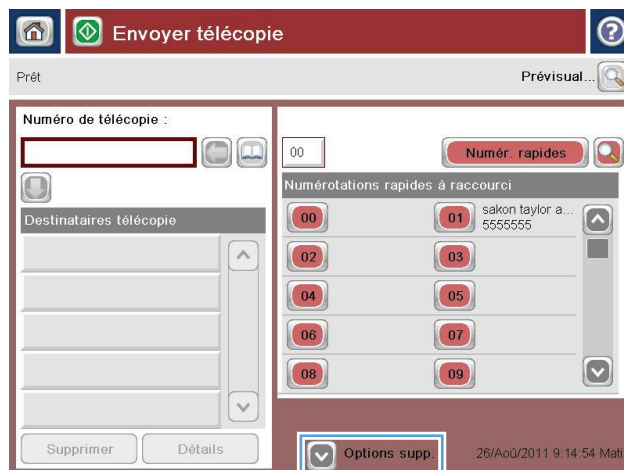 Envoyer télécopie
Prêt
Prévisual...
Numéro de télécopie :
00
Numér. rapides
Numérotations rapides à raccourci
00
01
sakon taylor a...
5555555
02
03
04
05
06
07
08
09
Destinataires télécopie
Supprimer
Détails
Options supp.
26/Aoû/2011 9:14:54 Mati